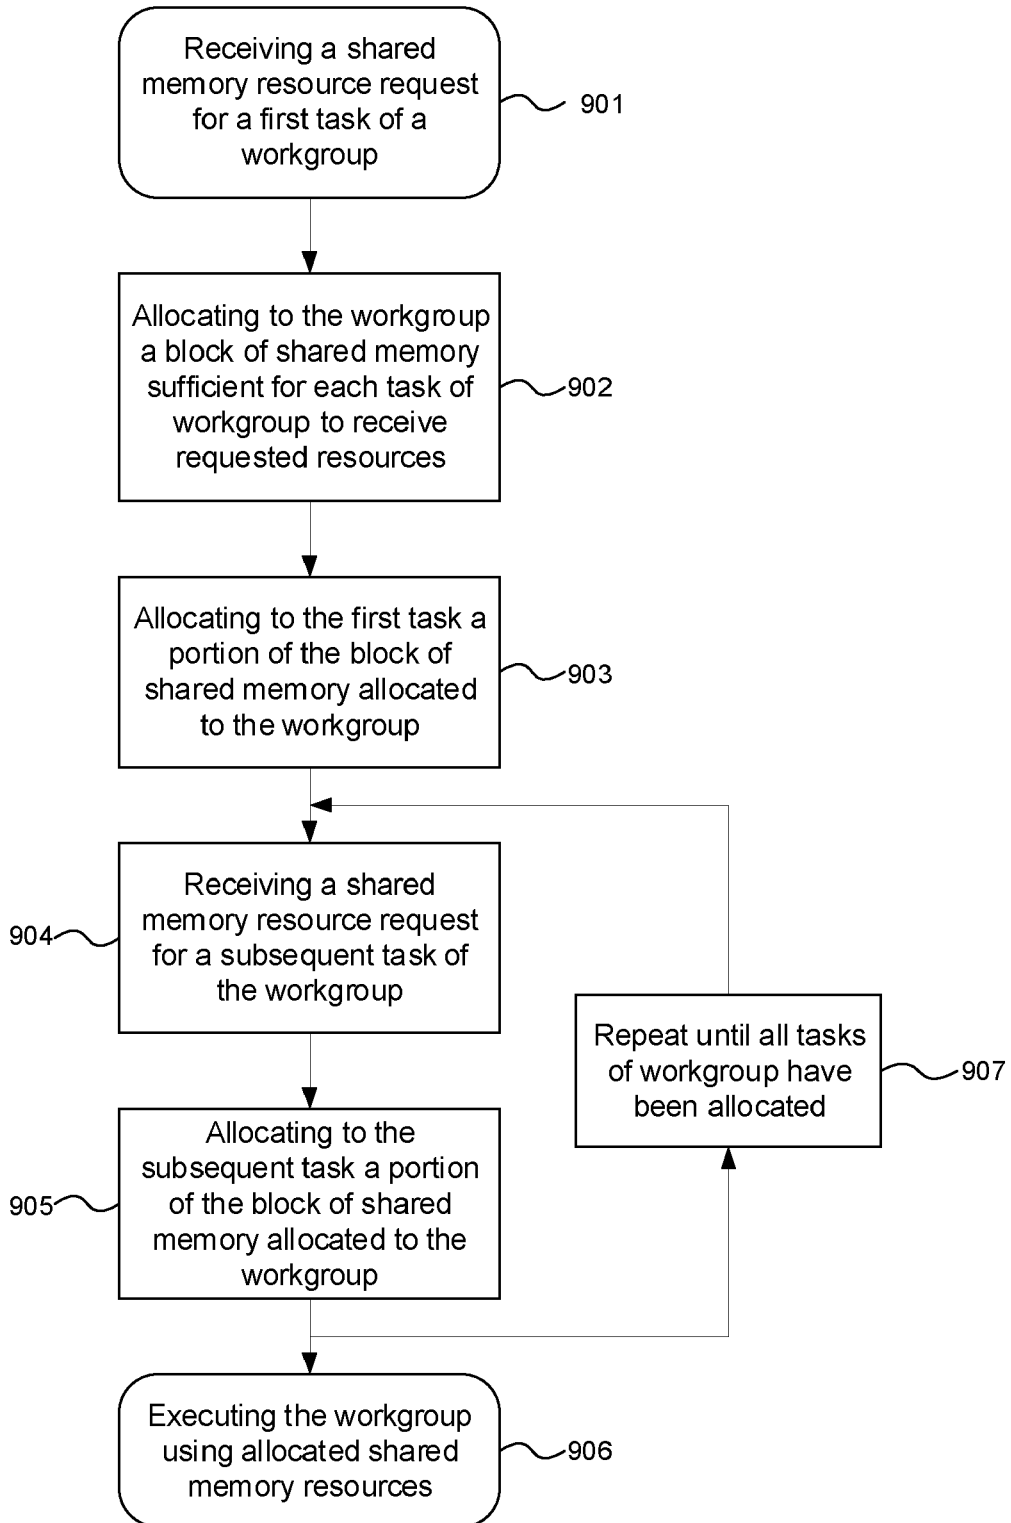 Receiving a shared
memory resource request
for a first task of a
workgroup
901
Allocating to the workgroup
a block of shared memory
sufficient for each task of
workgroup to receive
requested resources
902
Allocating to the first task a
portion of the block of
shared memory allocated
to the workgroup
903
Receiving a shared
memory resource request
for a subsequent task of
the workgroup
904
Repeat until all tasks
of workgroup have
been allocated
907
Allocating to the
subsequent task a portion
of the block of shared
memory allocated to the
workgroup
905
Executing the workgroup
using allocated shared
memory resources
906